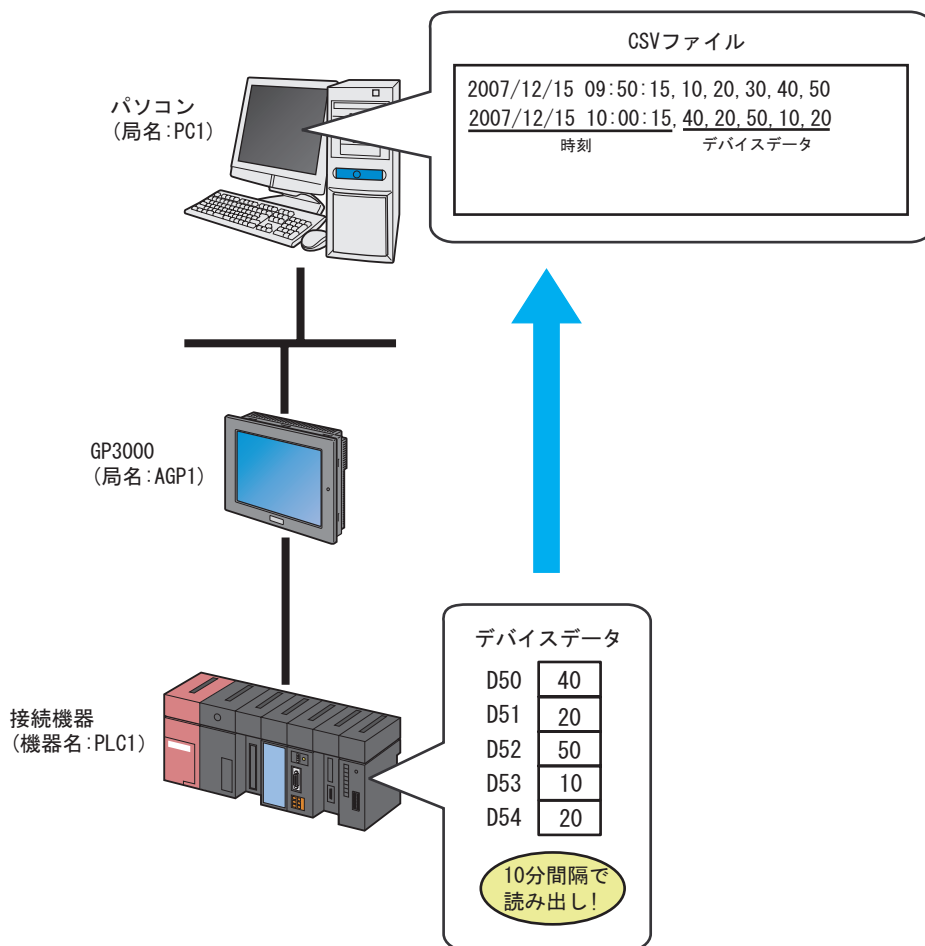 CSVファイル
2007/12/15 09:50:15,10,20,30,40,50
2007/12/15 10:00:15,40,20,50,10,20
時刻
デバイスデータ
パソコン
(局名:PC1)
GP3000
(局名:AGP1)
接続機器
(機器名:PLC1)
デバイスデータ
D50 40
D51 20
D52 50
D53 10
D54 20
10分間隔で
読み出し!